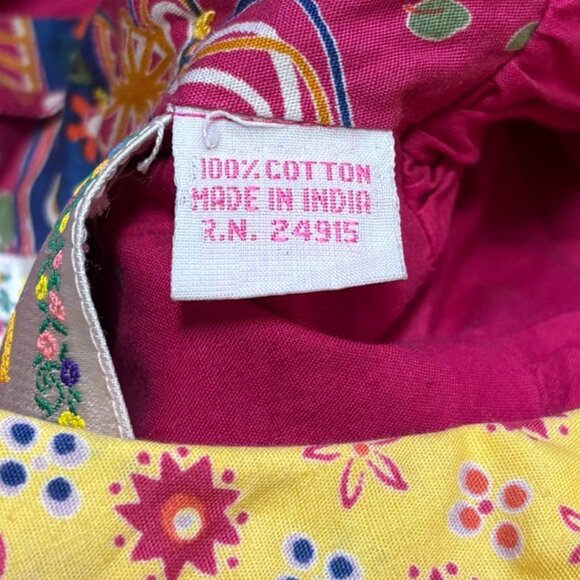 100% COTTON
MADE IN INDIA
R.N. 24915